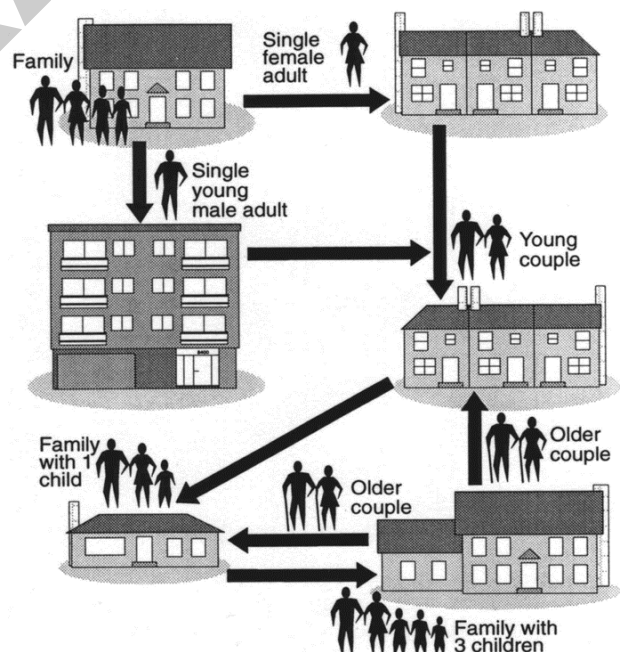 Family
Single
female
adult
Single
young
male adult
Young
couple
Family
with 1
child
Older
couple
Older
couple
Family with
3 children